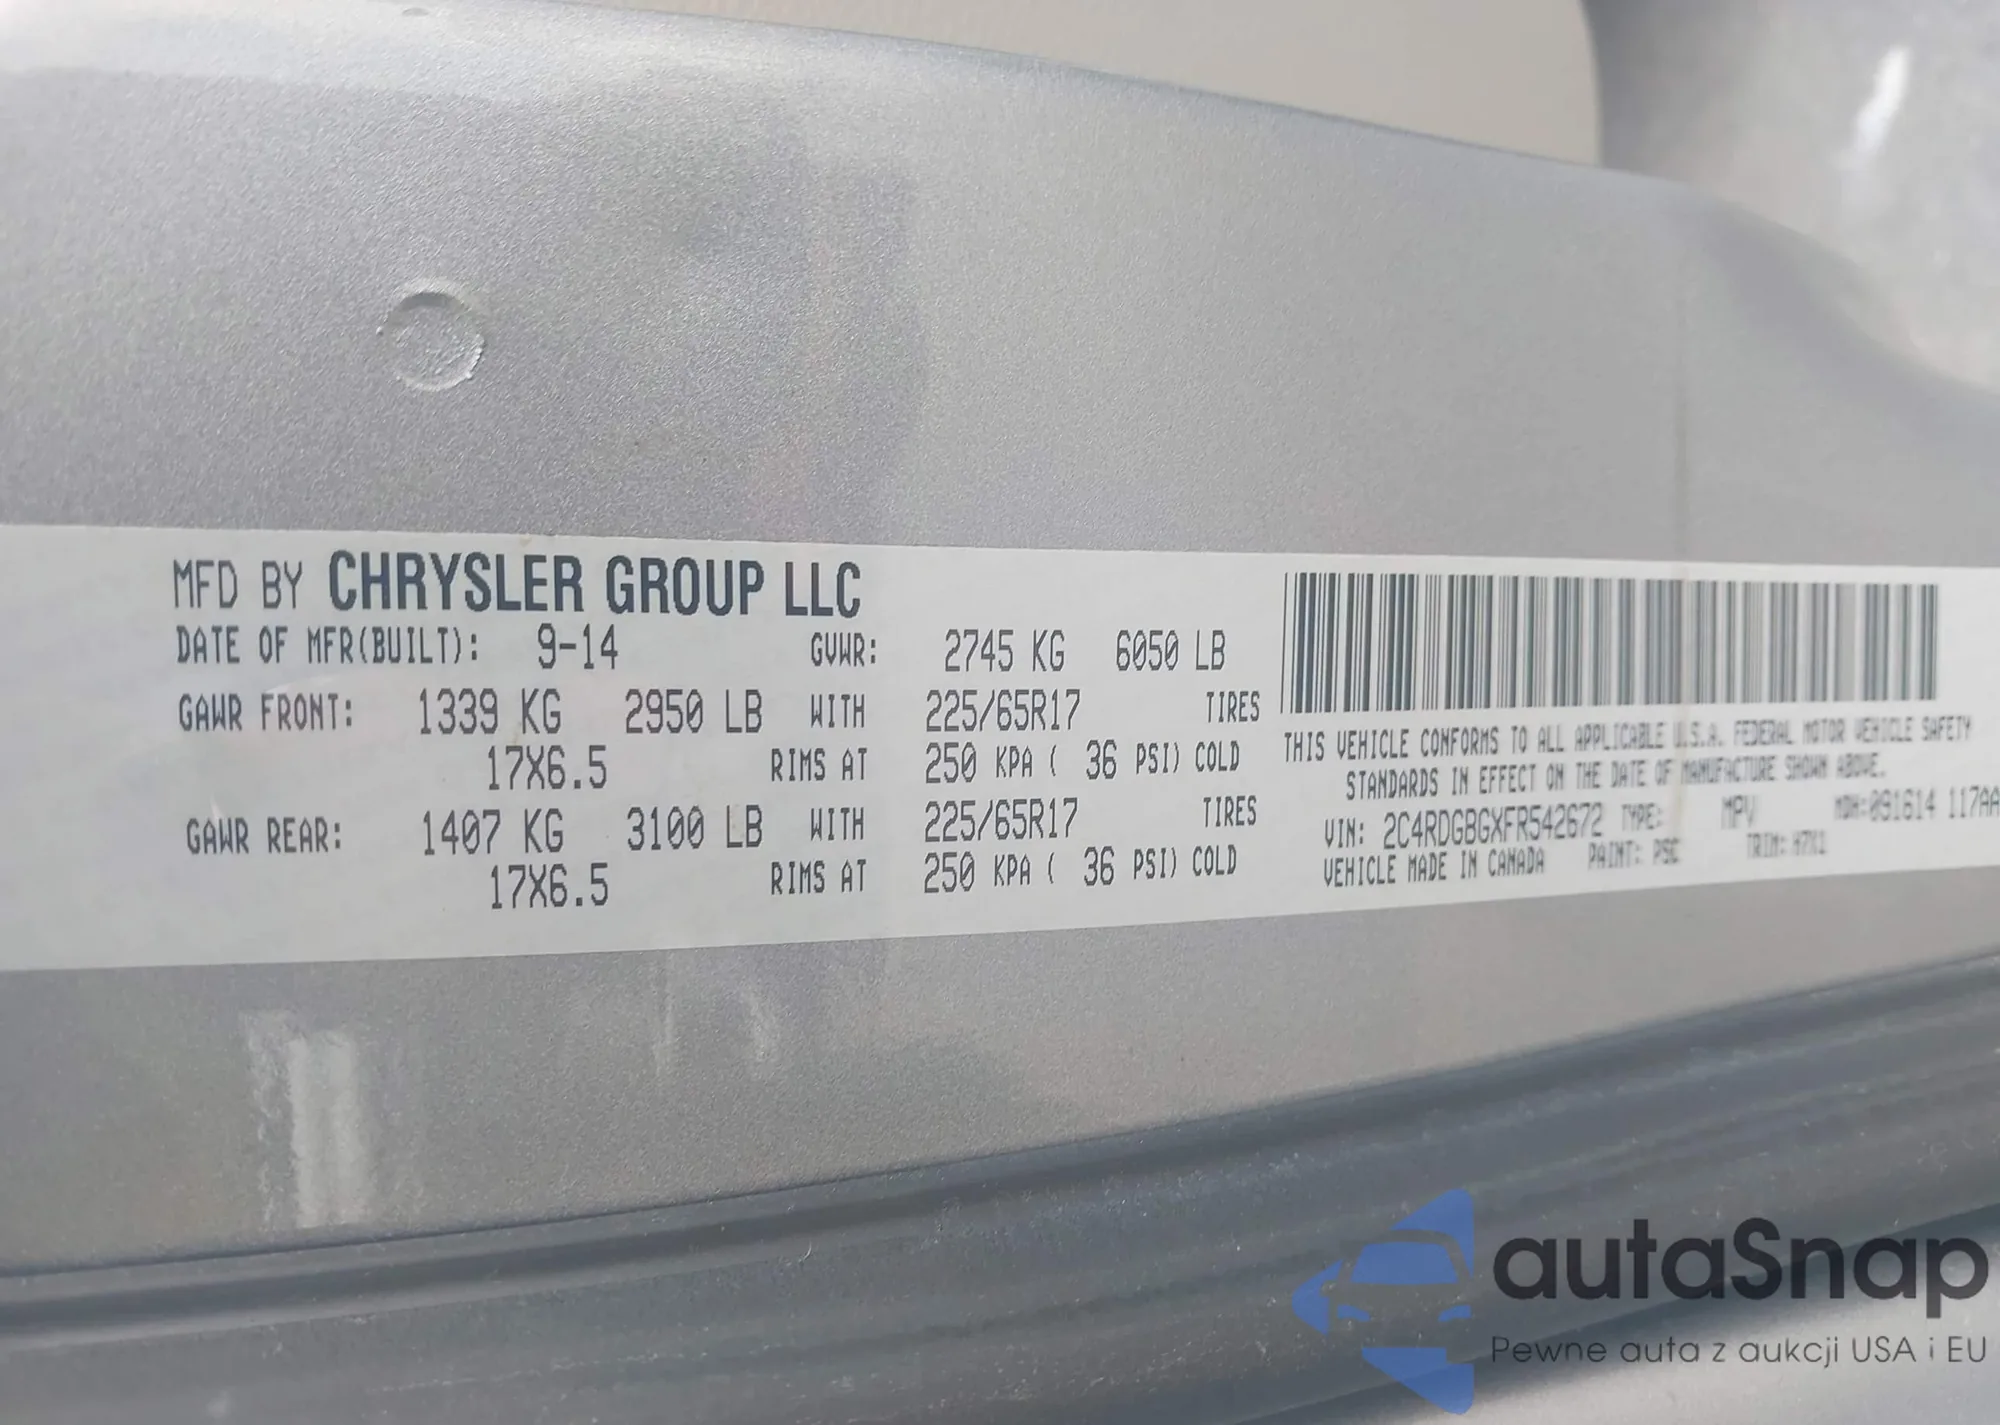 MFD BY CHRYSLER GROUP LLC
DATE OF MFR(BUILT): 9-14 GVWR: 2745 KG 6050 LB
GAWR FRONT: 1339 KG 2950 LB WITH 225/65R17 TIRES
17X6.5 RIMS AT 250 KPA ( 36 PSI) COLD
GAWR REAR: 1407 KG 3100 LB WITH 225/65R17 TIRES
17X6.5 RIMS AT 250 KPA ( 36 PSI) COLD
THIS VEHICLE CONFORMS TO ALL APPLICABLE U.S.A. FEDERAL MOTOR VEHICLE SAFETY
STANDARDS IN EFFECT ON THE DATE OF MANUFACTURE SHOWN ABOVE.
VIN: 2C4RDGBGXFR542672 TYPE: MPV MDH:091614 117AA
VEHICLE MADE IN CANADA PAINT: PSC TRIM:
autaSnap
Pewne auta z aukcji USA i EU